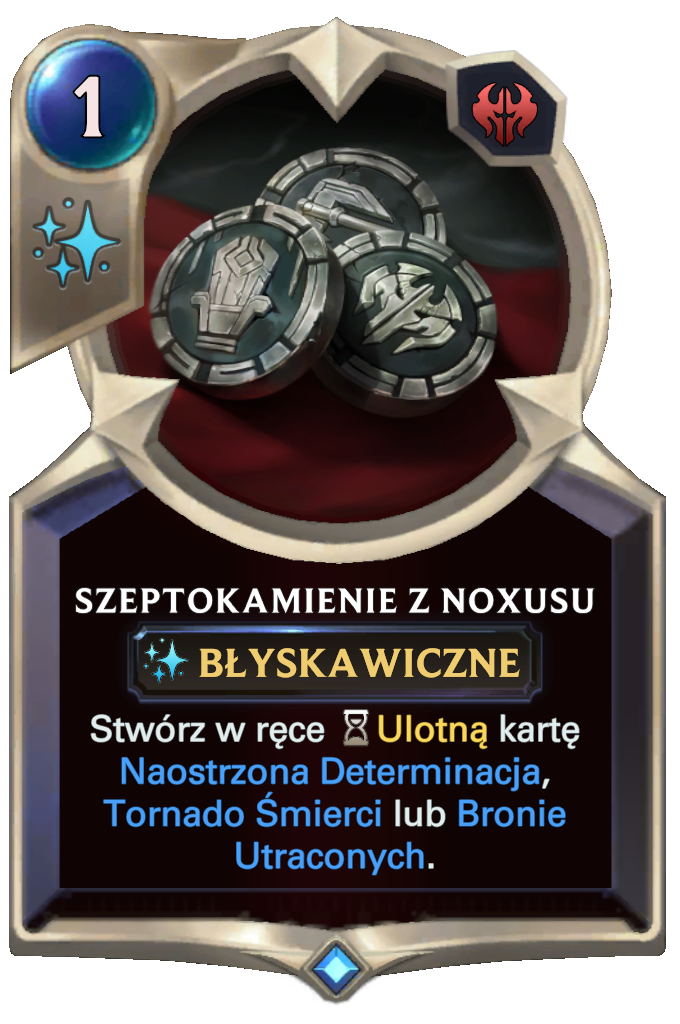 1
SZEPTOKAMIENIE Z NOXUSU
BŁYSKAWICZNE
Stwórz w ręce Ulotną kartę
Naostrzona Determinacja,
Tornado Śmierci lub Bronie
Utraconych.